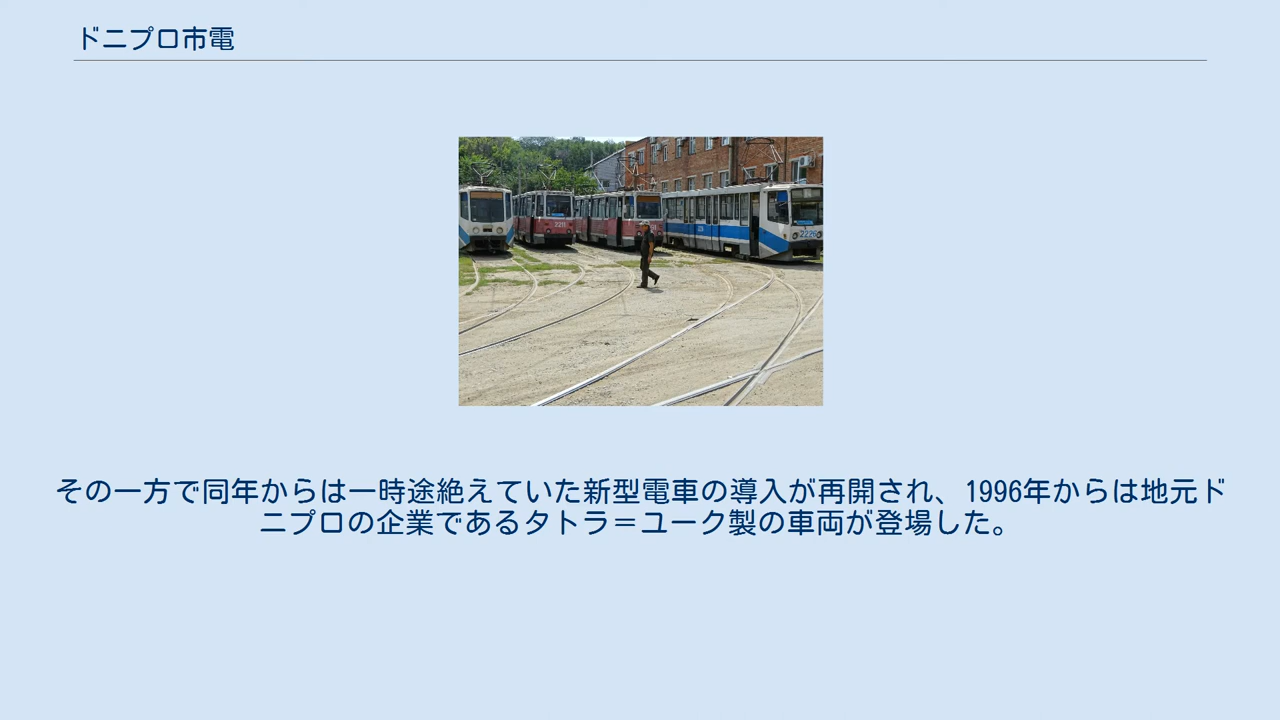 ドニプロ市電
2211
2228
その一方で同年からは一時途絶えていた新型電車の導入が再開され、1996年からは地元ド
ニプロの企業であるタトラ＝ユーク製の車両が登場した。